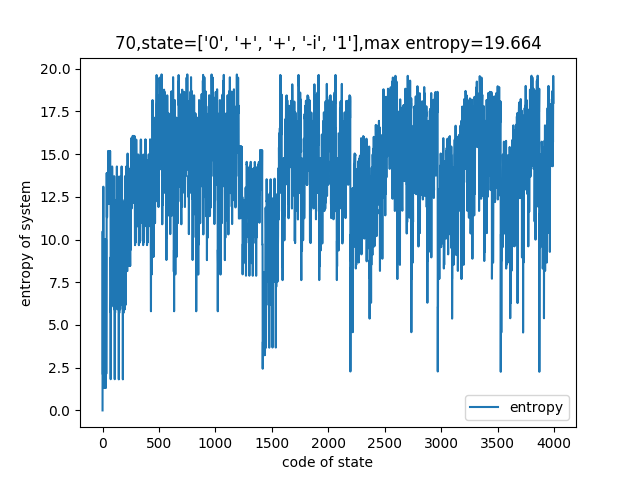 70,state=['0', '+', '+', '-i', '1'],max entropy=19.664
20.0
17.5
15.0
12.5
10.0
7.5
5.0
2.5
0.0
entropy of system
entropy
0 500 1000 1500 2000 2500 3000 3500 4000
code of state